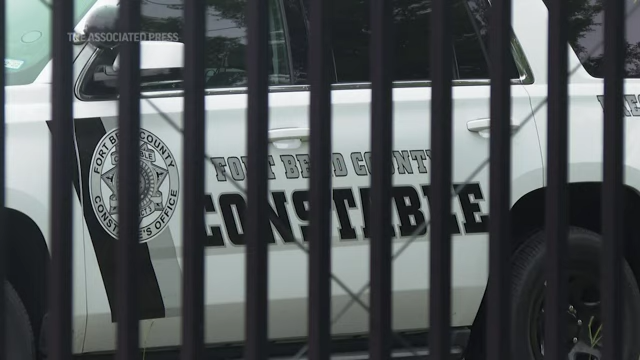 THE ASSOCIATED PRESS
FORT BEND COUNTY
CONSTABLE
FORT BEND COUNTY
CONSTABLE'S OFFICE